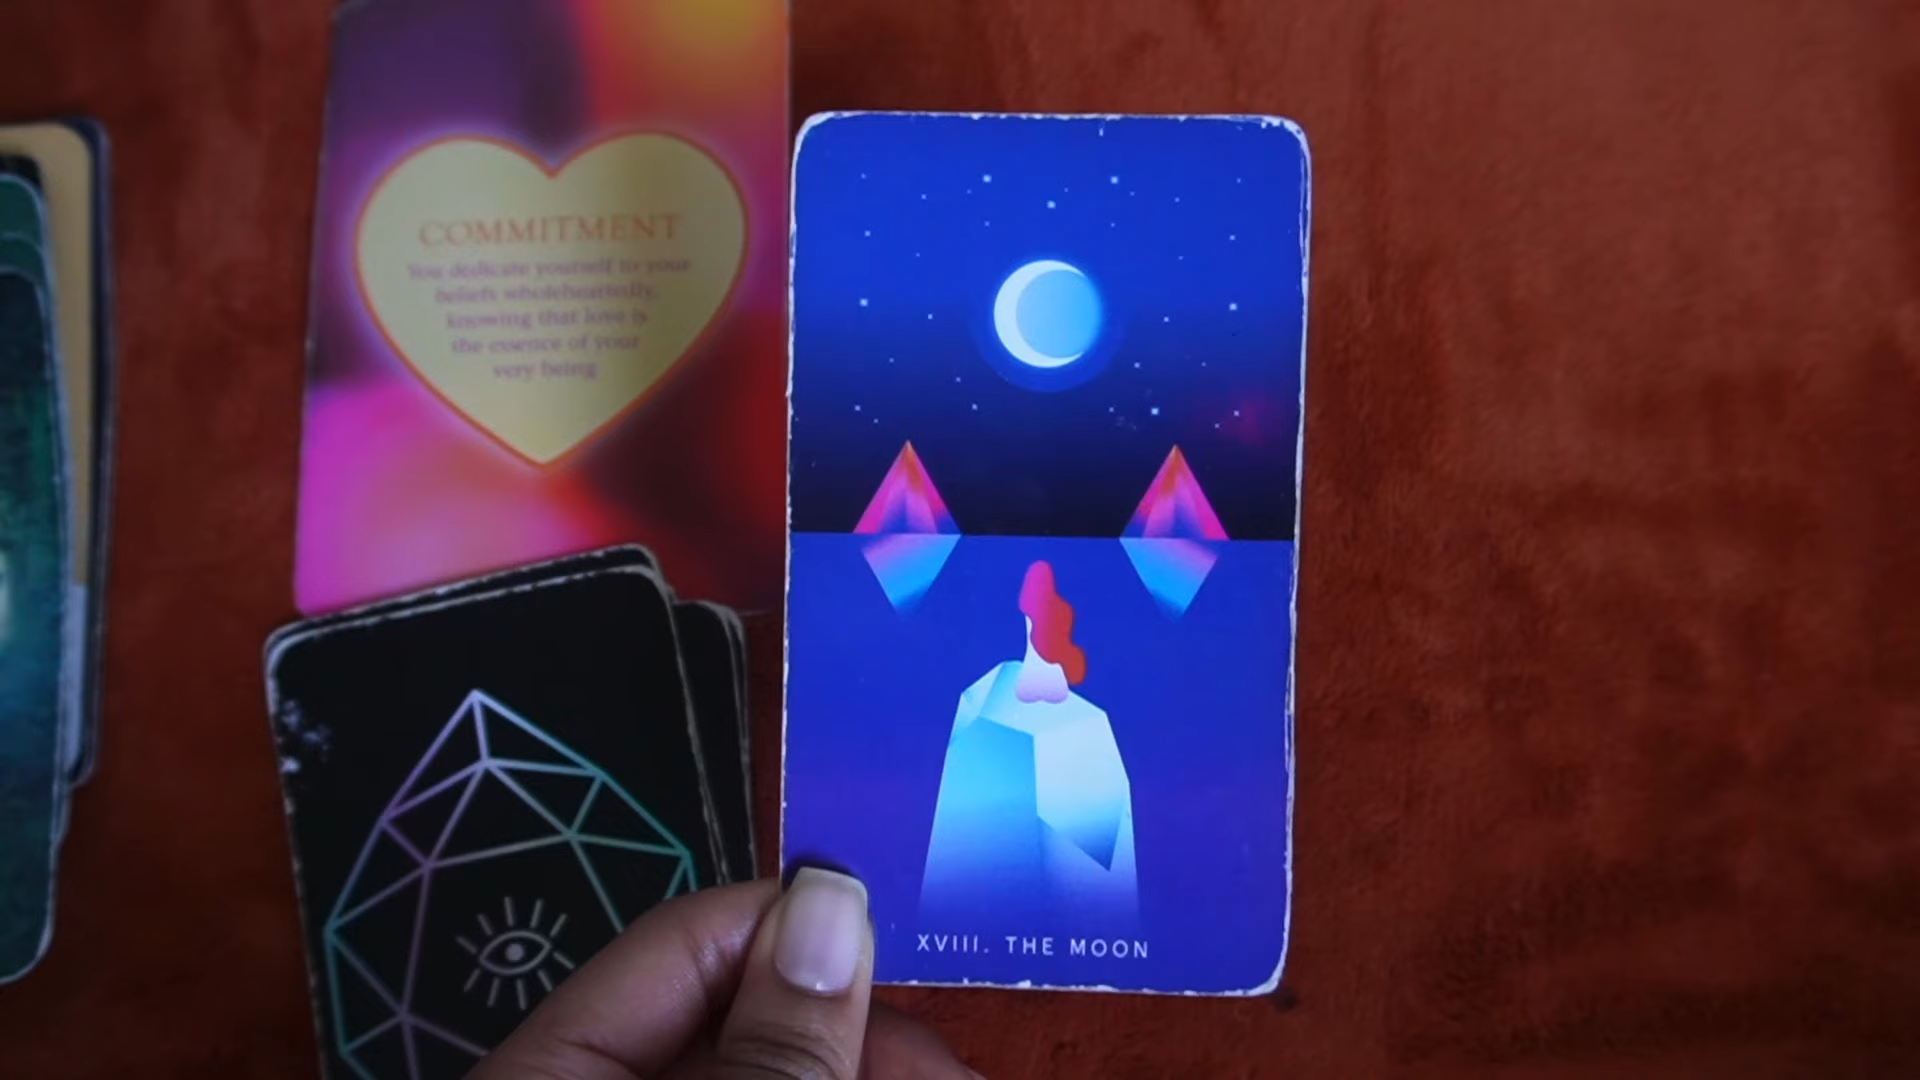 COMMITMENT
You dedicate yourself to your
beliefs wholeheartedly,
knowing that love is
the essence of your
very being
XVIII. THE MOON